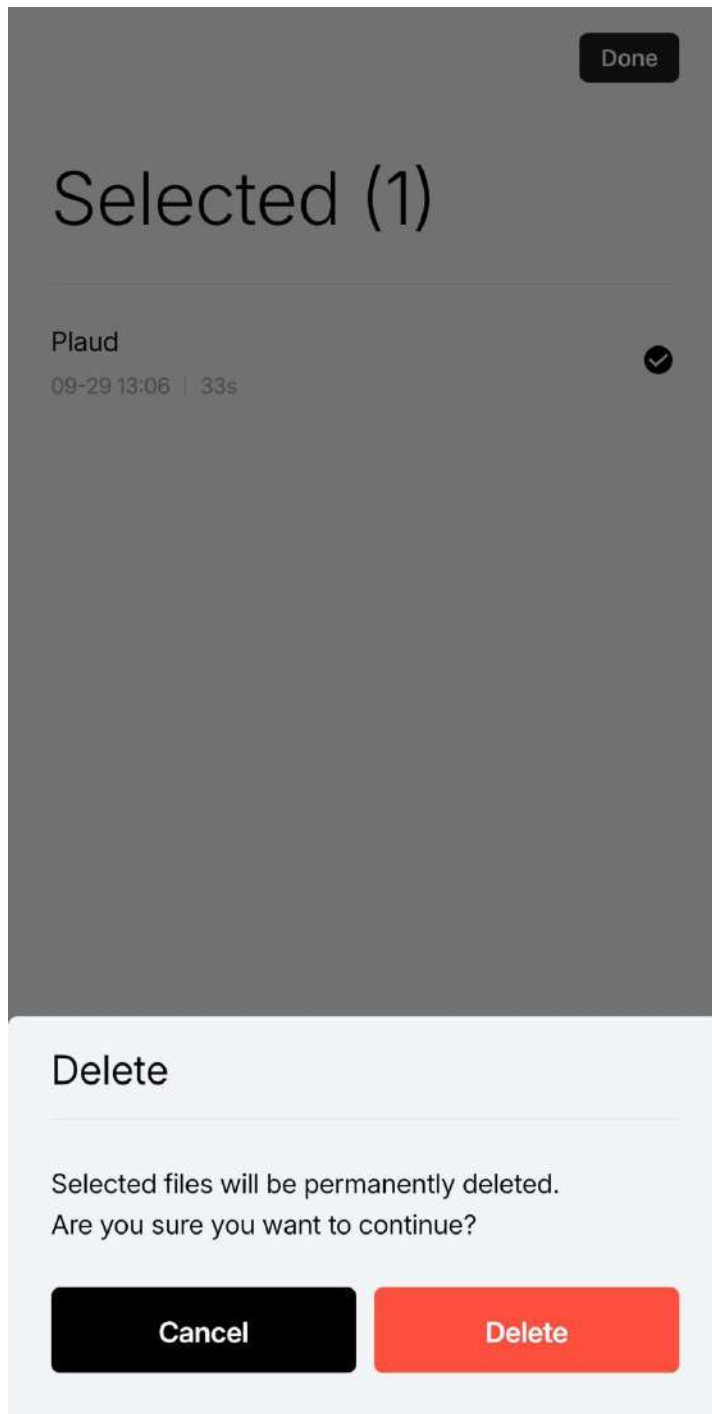 Done
Selected (1)
Plaud
09-29 13:06 | 33s
Delete
Selected files will be permanently deleted.
Are you sure you want to continue?
Cancel
Delete